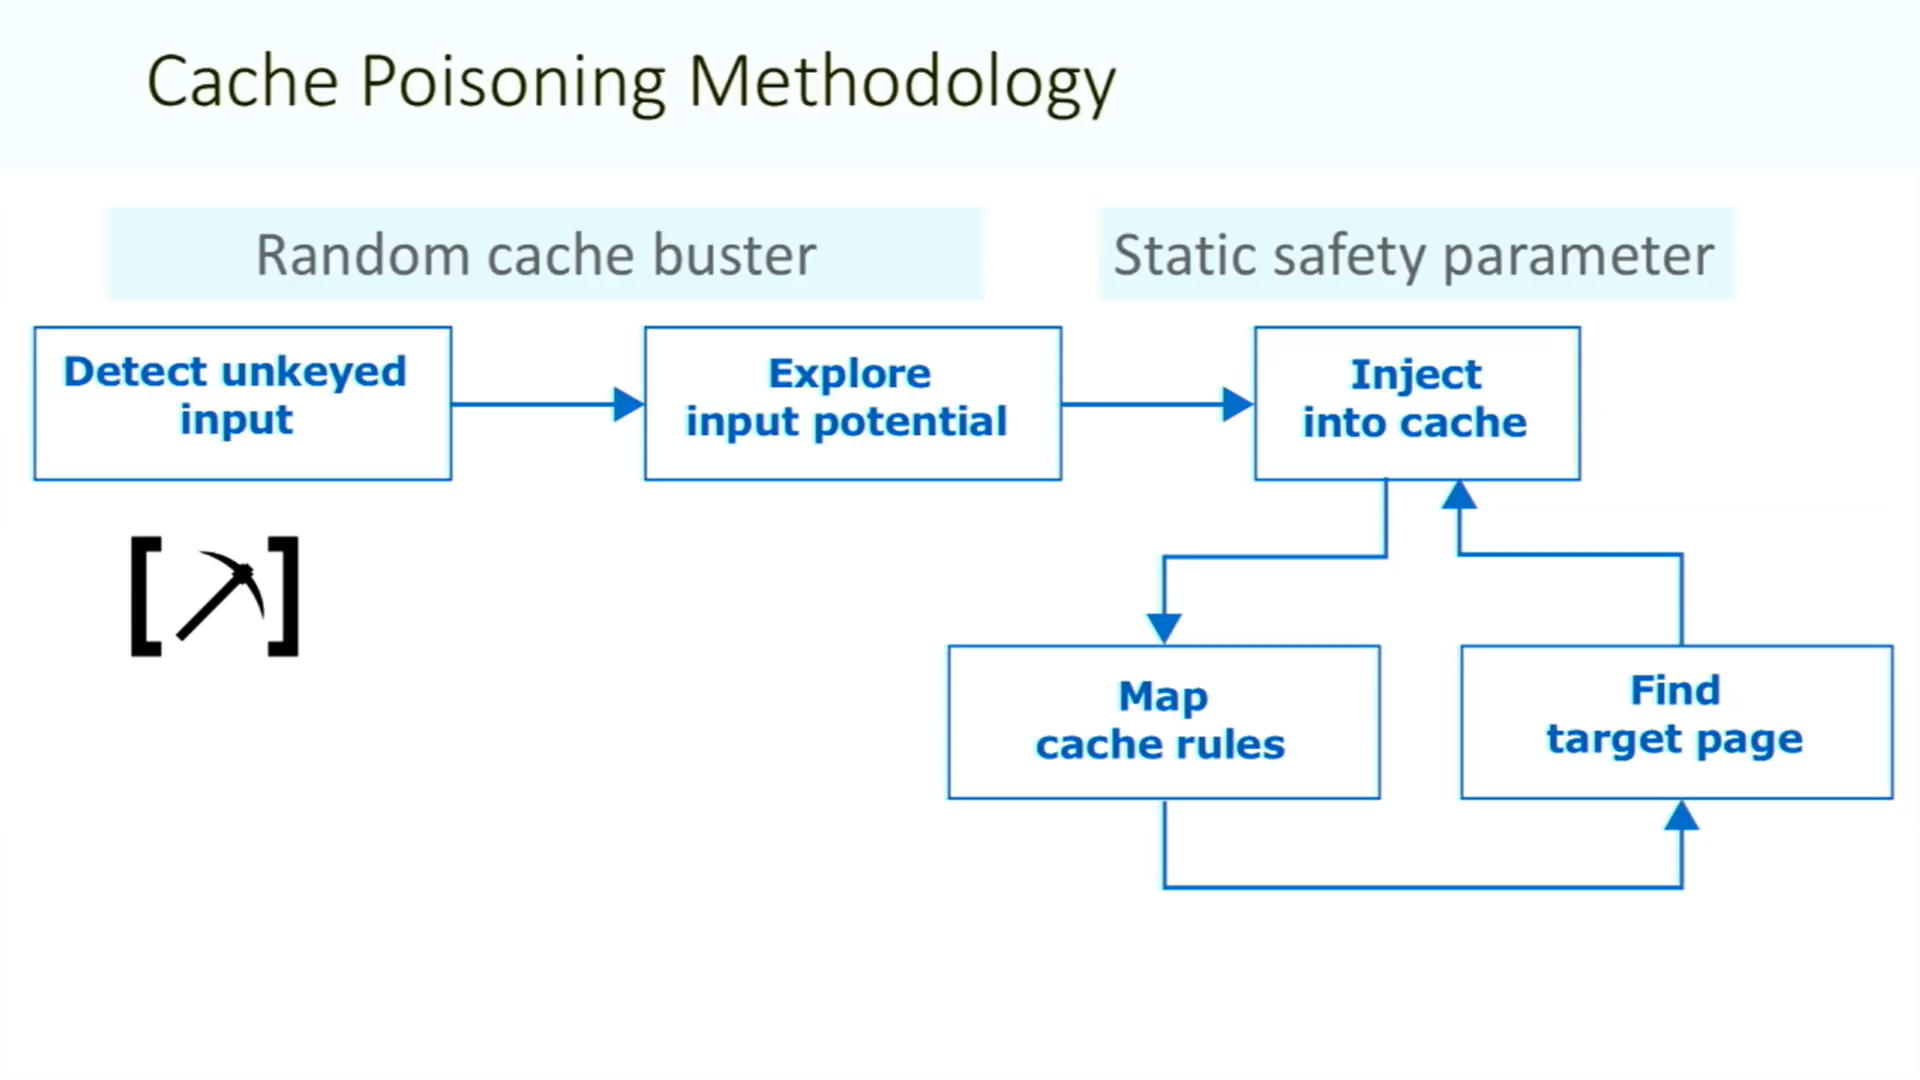 Cache Poisoning Methodology
Random cache buster
Static safety parameter
Detect unkeyed
input
Explore
input potential
Inject
into cache
Map
cache rules
Find
target page